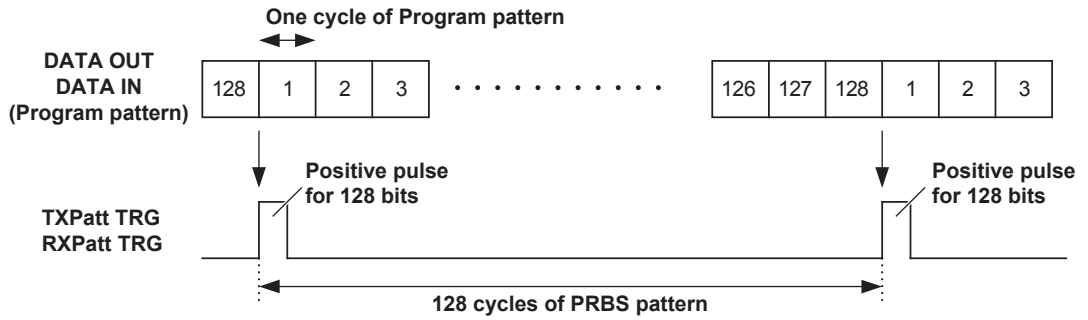 One cycle of Program pattern
DATA OUT
DATA IN
(Program pattern)
128 1 2 3 126 127 128 1 2 3
Positive pulse
for 128 bits
Positive pulse
for 128 bits
TXPatt TRG
RXPatt TRG
128 cycles of PRBS pattern